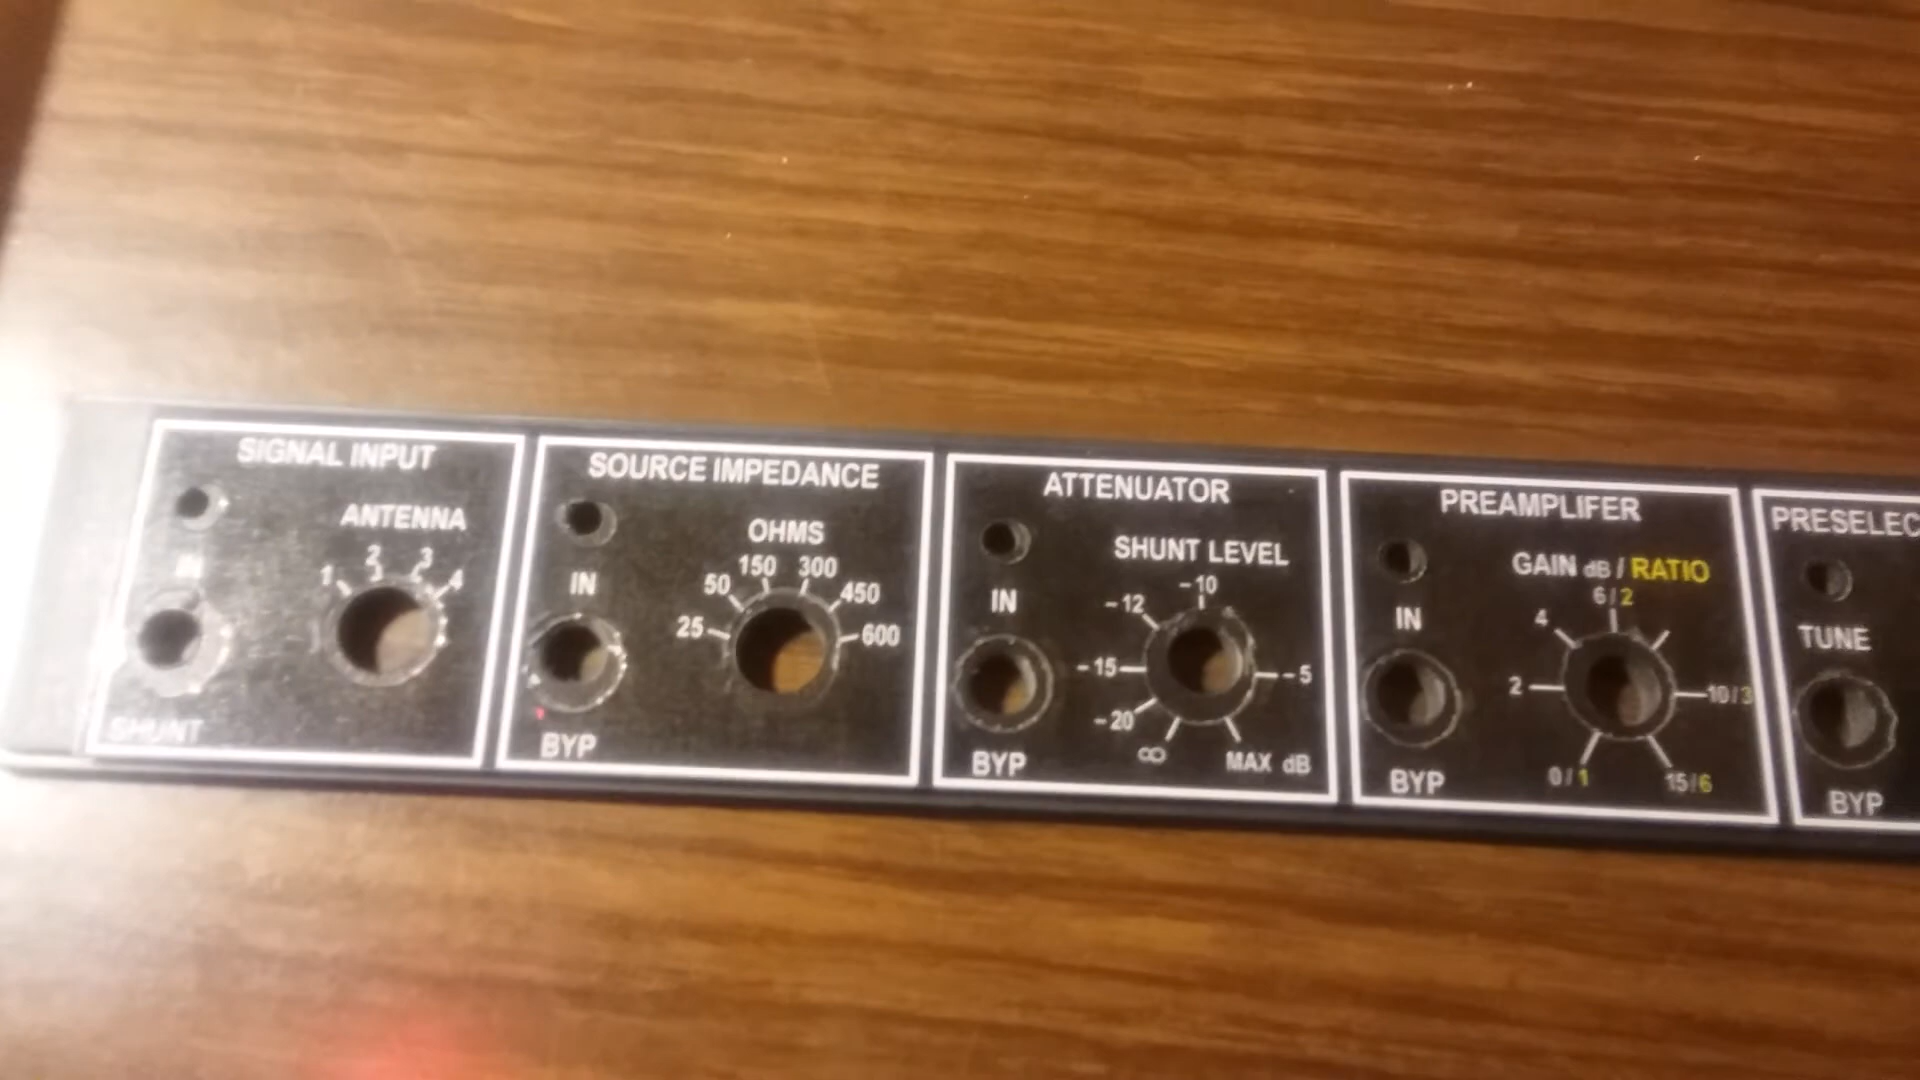 SIGNAL INPUT
ANTENNA
1 2 3 4
IN
SHUNT
SOURCE IMPEDANCE
OHMS
25 50 150 300 450 600
IN
BYP
ATTENUATOR
SHUNT LEVEL
∞ -20 -15 -12 -10 -5 MAX dB
IN
BYP
PREAMPLIFER
GAIN dB / RATIO
0/1 2 4 6/2 10/3 15/6
IN
BYP
PRESELEC
TUNE
BYP